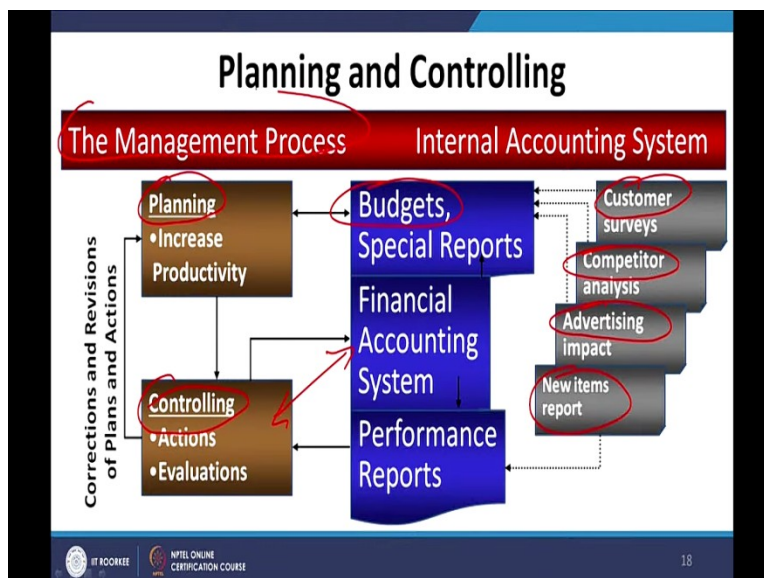 Planning and Controlling
The Management Process
Internal Accounting System
Corrections and Revisions
of Plans and Actions
Planning
•Increase
Productivity
Controlling
•Actions
•Evaluations
Budgets,
Special Reports
Financial
Accounting
System
Performance
Reports
Customer
surveys
Competitor
analysis
Advertising
impact
New items
report
IIT ROORKEE
NPTEL ONLINE
CERTIFICATION COURSE
18